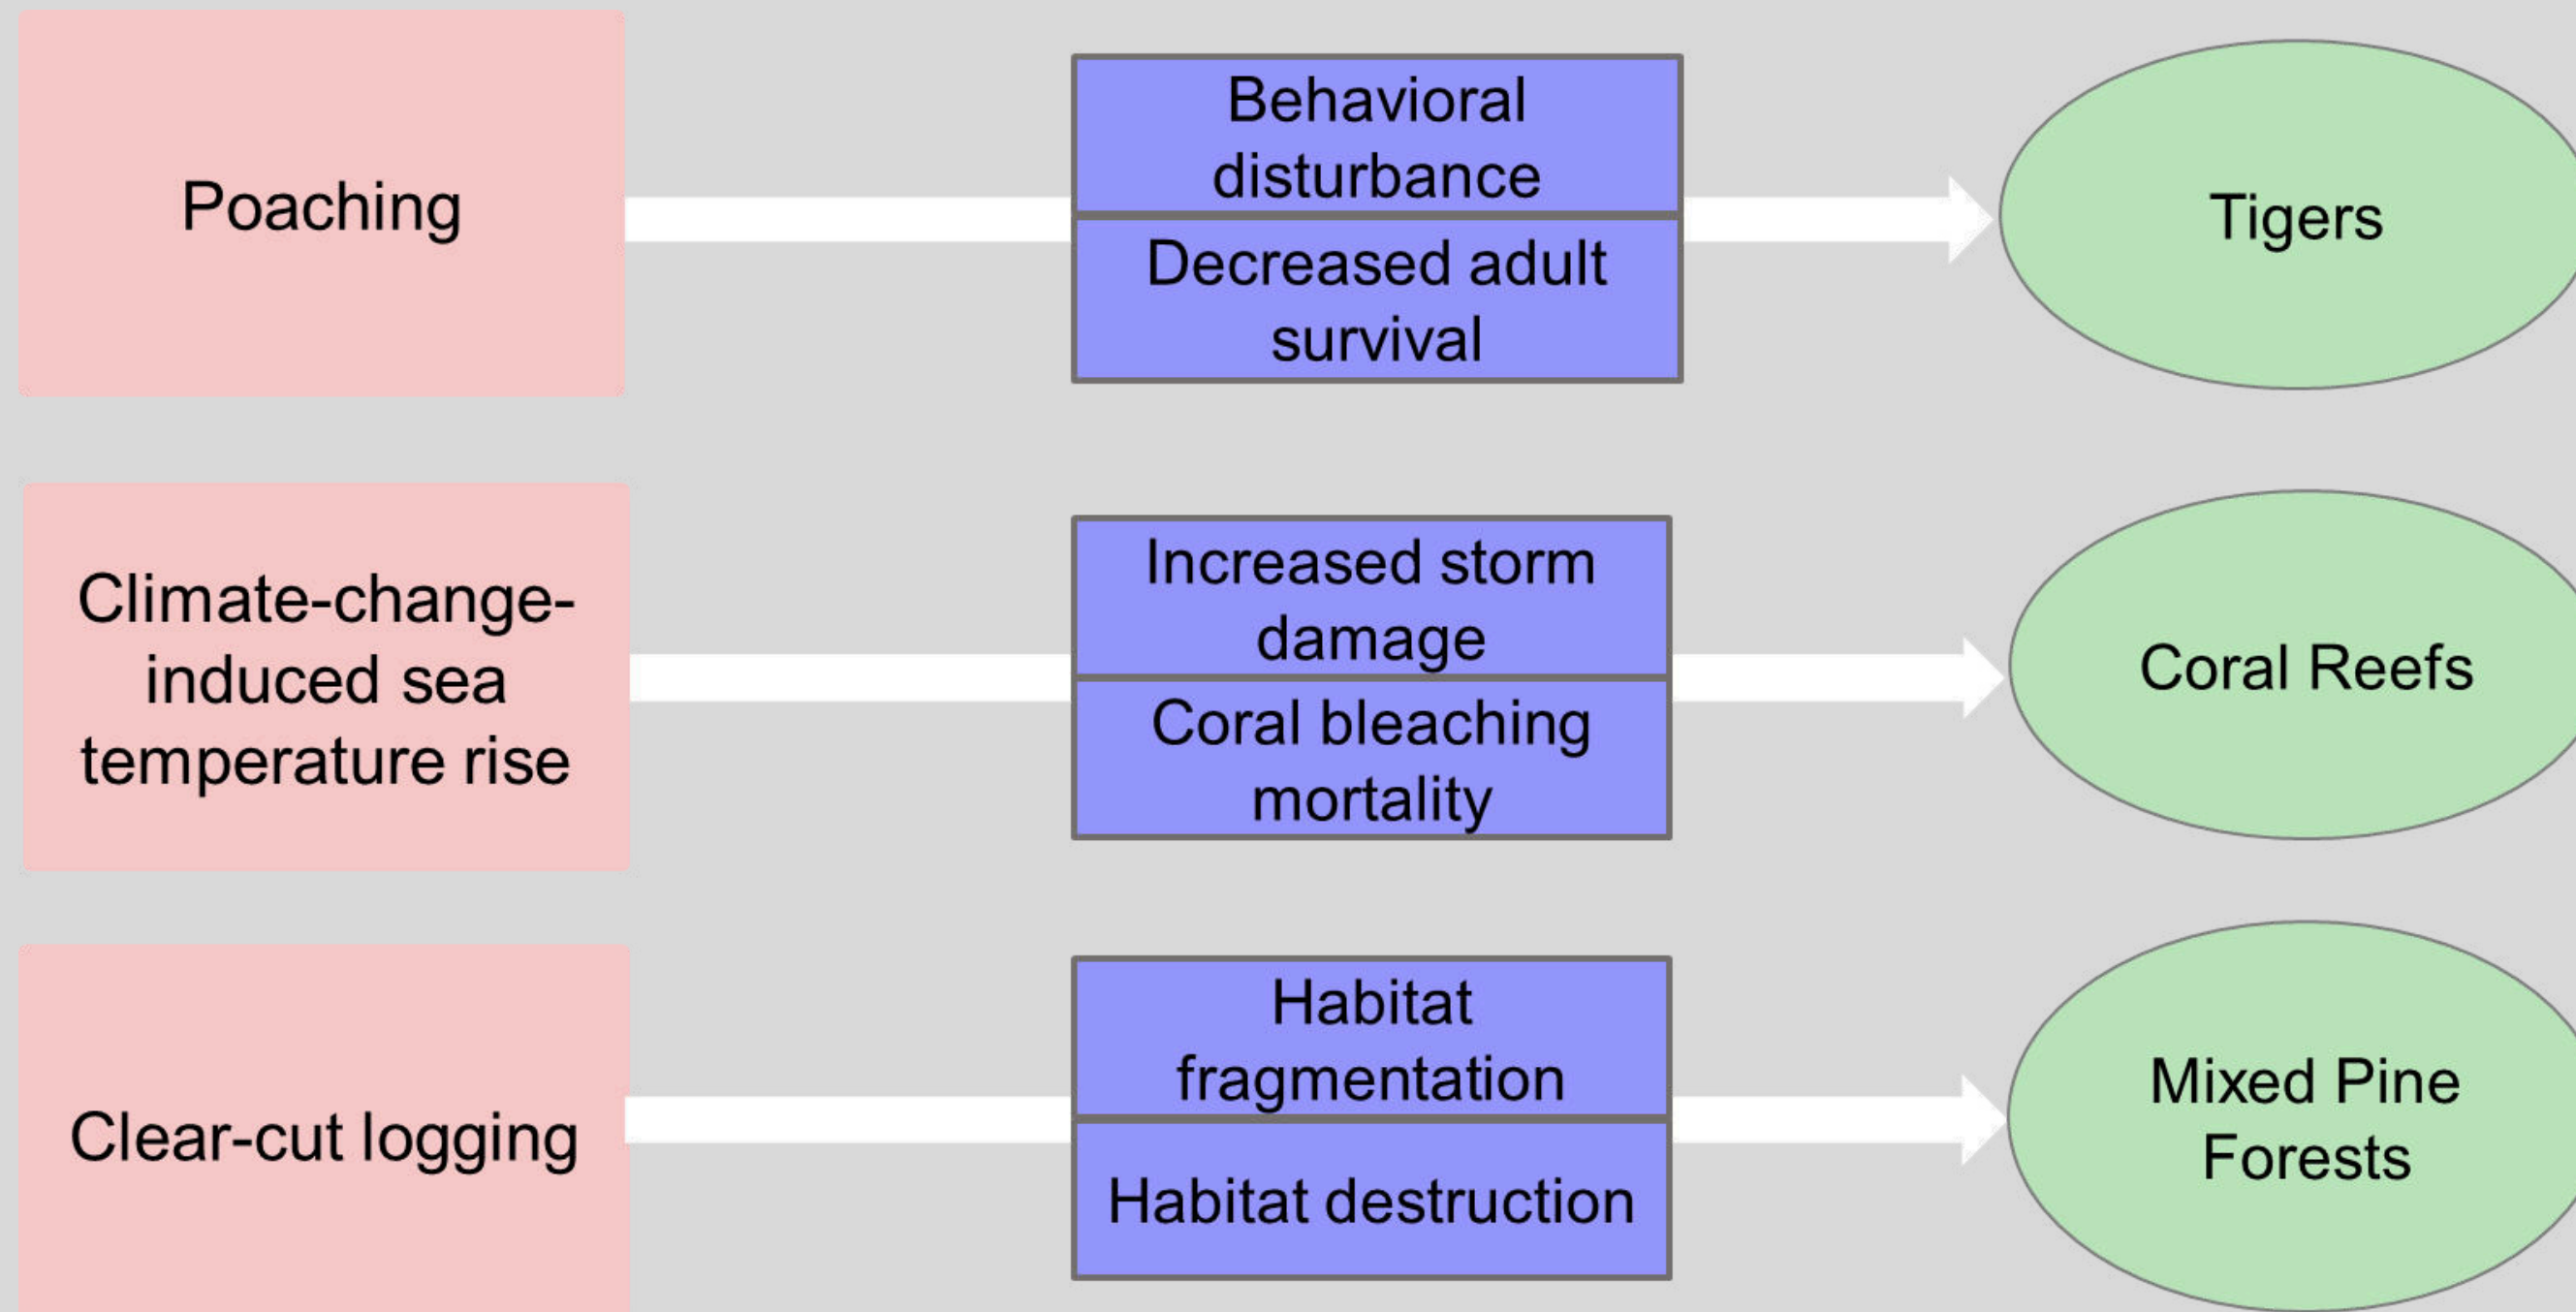 Poaching
Behavioral
disturbance
Decreased adult
survival
Tigers
Climate-change-
induced sea
temperature rise
Increased storm
damage
Coral bleaching
mortality
Coral Reefs
Clear-cut logging
Habitat
fragmentation
Habitat destruction
Mixed Pine
Forests